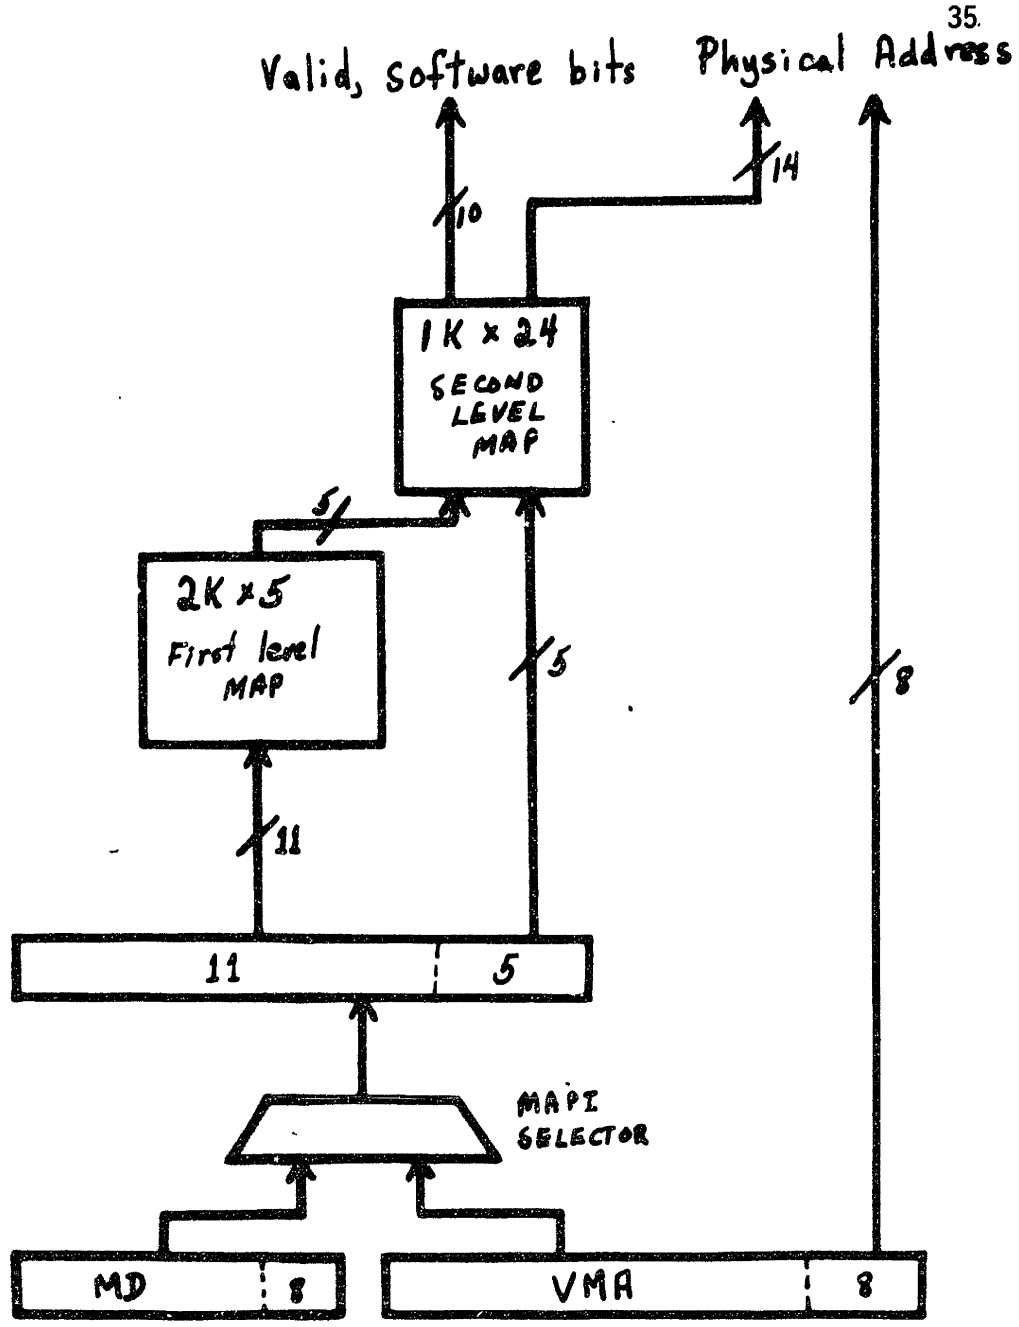 35.
Valid, software bits
Physical Address
14
10
1K x 24
SECOND
LEVEL
MAP
5
2K x 5
First level
MAP
5
8
11
11
5
MAPI
SELECTOR
MD
8
VMA
8